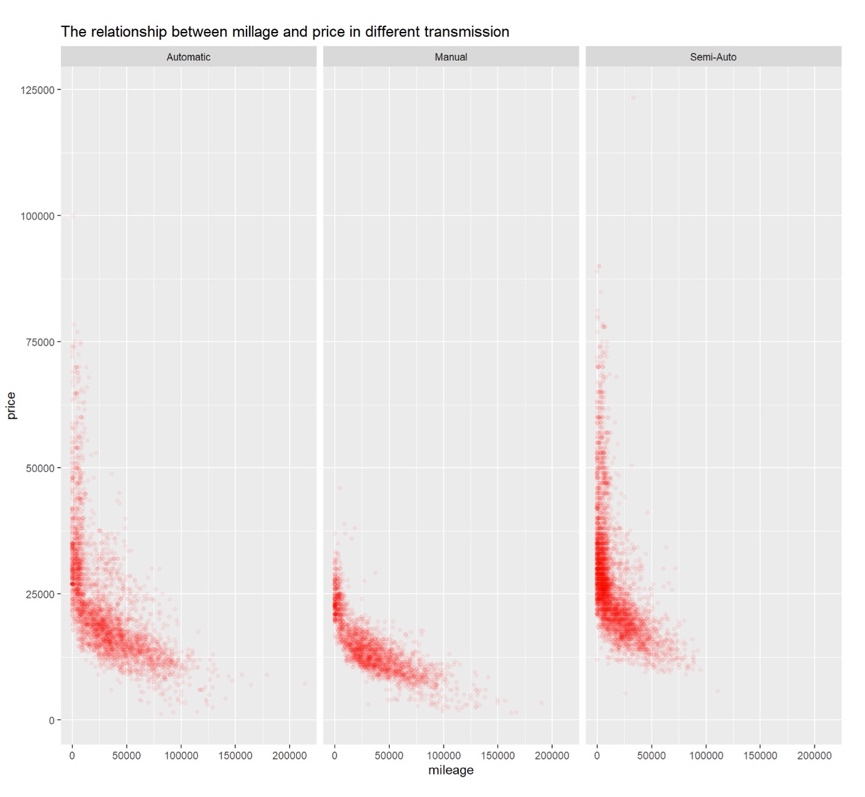 The relationship between millage and price in different transmission
Automatic Manual Semi-Auto
125000
100000
75000
50000
25000
0
price
0 50000 100000 150000 200000 0 50000 100000 150000 200000 0 50000 100000 150000 200000
mileage